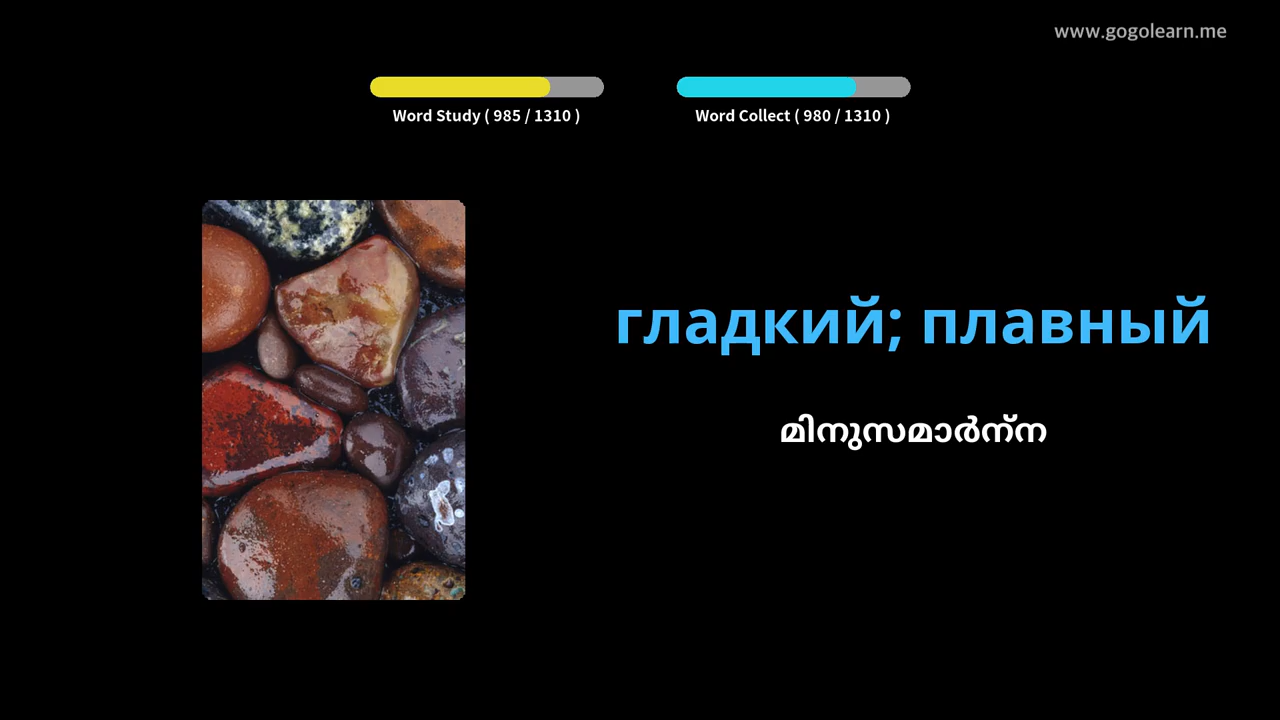 www.gogolearn.me
Word Study ( 985 / 1310 )
Word Collect ( 980 / 1310 )
гладкий; плавный
മിനുസമാർന്ന